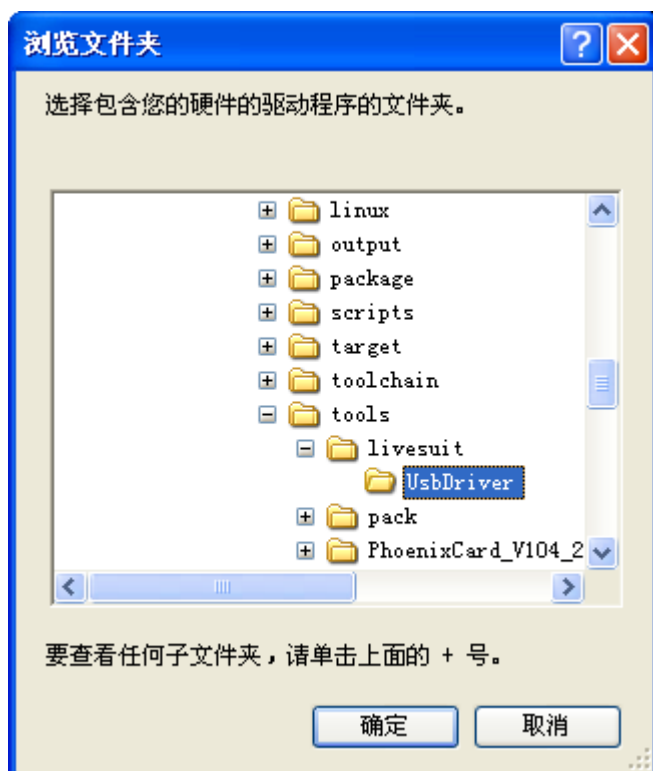 浏览文件夹
选择包含您的硬件的驱动程序的文件夹。
linux
output
package
scripts
target
toolchain
tools
livesuit
UsbDriver
pack
PhoenixCard_V104_2
要查看任何子文件夹，请单击上面的 + 号。
确定 取消